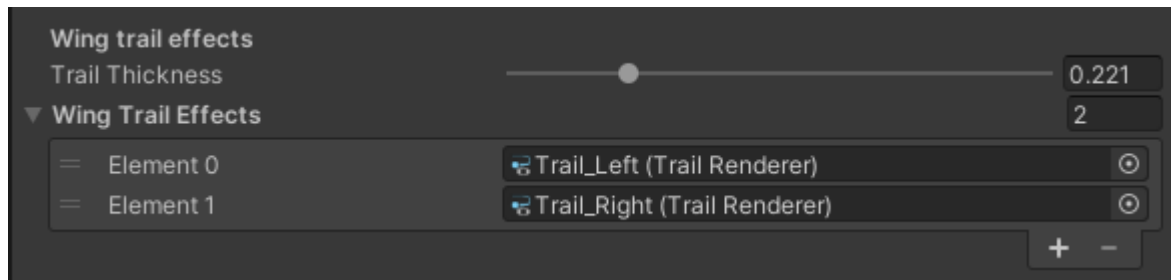 Wing trail effects
Trail Thickness 0.221
Wing Trail Effects 2
Element 0 Trail_Left (Trail Renderer)
Element 1 Trail_Right (Trail Renderer)
+ −